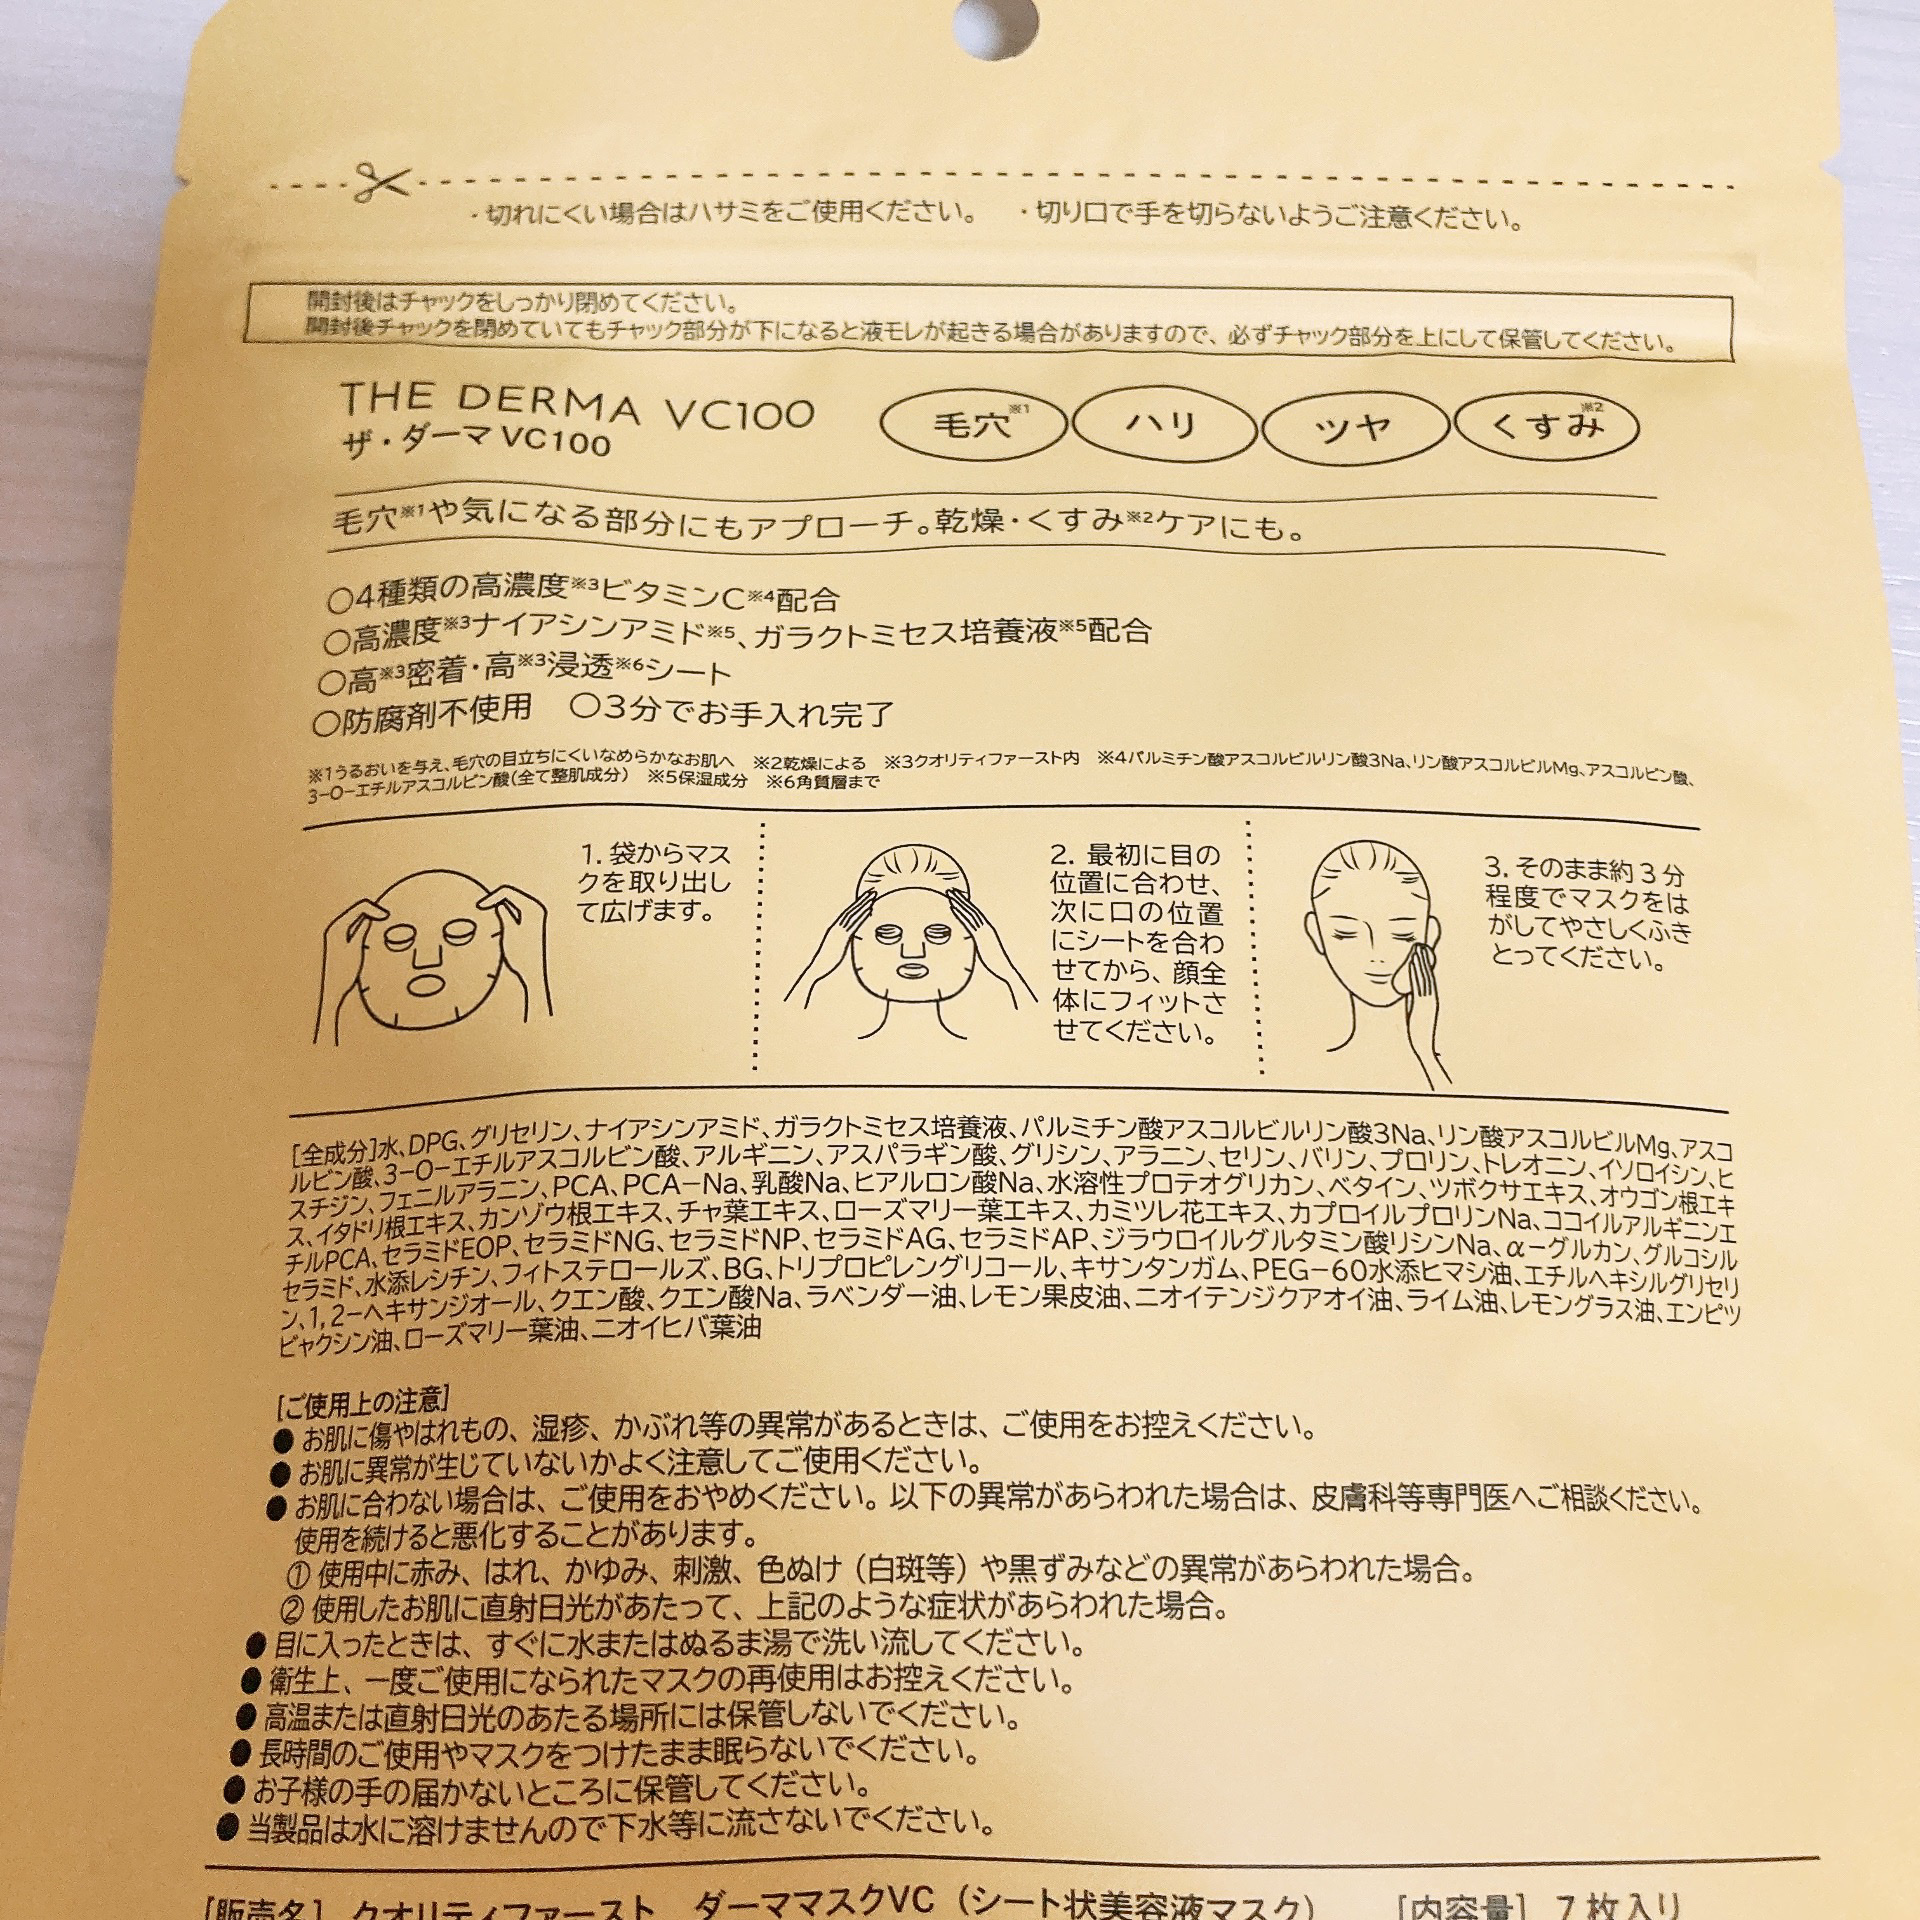 ・切れにくい場合はハサミをご使用ください。 ・切り口で手を切らないようご注意ください。
開封後はチャックをしっかり閉めてください。
開封後チャックを閉めていてもチャック部分が下になると液モレが起きる場合がありますので、必ずチャック部分を上にして保管してください。
THE DERMA VC100
ザ・ダーマ VC100
毛穴※1 ハリ ツヤ くすみ※2
毛穴※1や気になる部分にもアプローチ。乾燥・くすみ※2ケアにも。
○4種類の高濃度※3ビタミンC※4配合
○高濃度※3ナイアシンアミド※5、ガラクトミセス培養液※5配合
○高※3密着・高※3浸透※6シート
○防腐剤不使用 ○3分でお手入れ完了
※1うるおいを与え、毛穴の目立ちにくいなめらかなお肌へ ※2乾燥による ※3クオリティファースト内 ※4パルミチン酸アスコルビルリン酸3Na、リン酸アスコルビルMg、アスコルビン酸、
3-O-エチルアスコルビン酸(全て整肌成分) ※5保湿成分 ※6角質層まで
1. 袋からマス
クを取り出し
て広げます。
2. 最初に目の
位置に合わせ、
次に口の位置
にシートを合わ
せてから、顔全
体にフィットさ
せてください。
3. そのまま約3分
程度でマスクをは
がしてやさしくふき
とってください。
[全成分]水、DPG、グリセリン、ナイアシンアミド、ガラクトミセス培養液、パルミチン酸アスコルビルリン酸3Na、リン酸アスコルビルMg、アスコ
ルビン酸、3-O-エチルアスコルビン酸、アルギニン、アスパラギン酸、グリシン、アラニン、セリン、バリン、プロリン、トレオニン、イソロイシン、ヒ
スチジン、フェニルアラニン、PCA、PCA-Na、乳酸Na、ヒアルロン酸Na、水溶性プロテオグリカン、ベタイン、ツボクサエキス、オウゴン根エキ
ス、イタドリ根エキス、カンゾウ根エキス、チャ葉エキス、ローズマリー葉エキス、カミツレ花エキス、カプロイルプロリンNa、ココイルアルギニンエ
チルPCA、セラミドEOP、セラミドNG、セラミドNP、セラミドAG、セラミドAP、ジラウロイルグルタミン酸リシンNa、α-グルカン、グルコシル
セラミド、水添レシチン、フィトステロールズ、BG、トリプロピレングリコール、キサンタンガム、PEG-60水添ヒマシ油、エチルヘキシルグリセリ
ン、1,2-ヘキサンジオール、クエン酸、クエン酸Na、ラベンダー油、レモン果皮油、ニオイテンジクアオイ油、ライム油、レモングラス油、エンピツ
ビャクシン油、ローズマリー葉油、ニオイヒバ葉油
[ご使用上の注意]
●お肌に傷やはれもの、湿疹、かぶれ等の異常があるときは、ご使用をお控えください。
●お肌に異常が生じていないかよく注意してご使用ください。
●お肌に合わない場合は、ご使用をおやめください。以下の異常があらわれた場合は、皮膚科等専門医へご相談ください。
使用を続けると悪化することがあります。
① 使用中に赤み、はれ、かゆみ、刺激、色ぬけ（白斑等）や黒ずみなどの異常があらわれた場合。
② 使用したお肌に直射日光があたって、上記のような症状があらわれた場合。
●目に入ったときは、すぐに水またはぬるま湯で洗い流してください。
●衛生上、一度ご使用になられたマスクの再使用はお控えください。
●高温または直射日光のあたる場所には保管しないでください。
●長時間のご使用やマスクをつけたまま眠らないでください。
●お子様の手の届かないところに保管してください。
●当製品は水に溶けませんので下水等に流さないでください。
[販売名] クオリティファースト ダーママスクVC（シート状美容液マスク） [内容量] 7枚入り